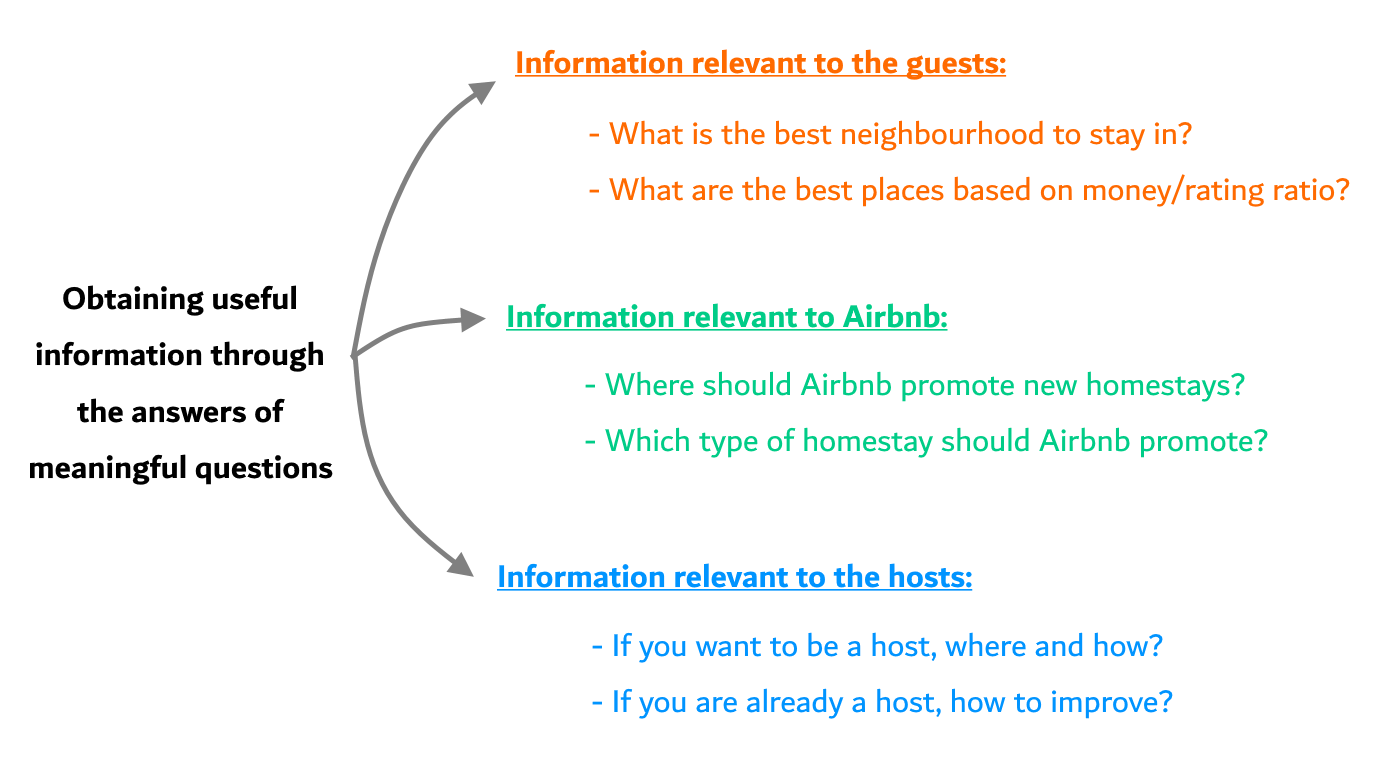 Obtaining useful
information through
the answers of
meaningful questions
Information relevant to the guests:
- What is the best neighbourhood to stay in?
- What are the best places based on money/rating ratio?
Information relevant to Airbnb:
- Where should Airbnb promote new homestays?
- Which type of homestay should Airbnb promote?
Information relevant to the hosts:
- If you want to be a host, where and how?
- If you are already a host, how to improve?